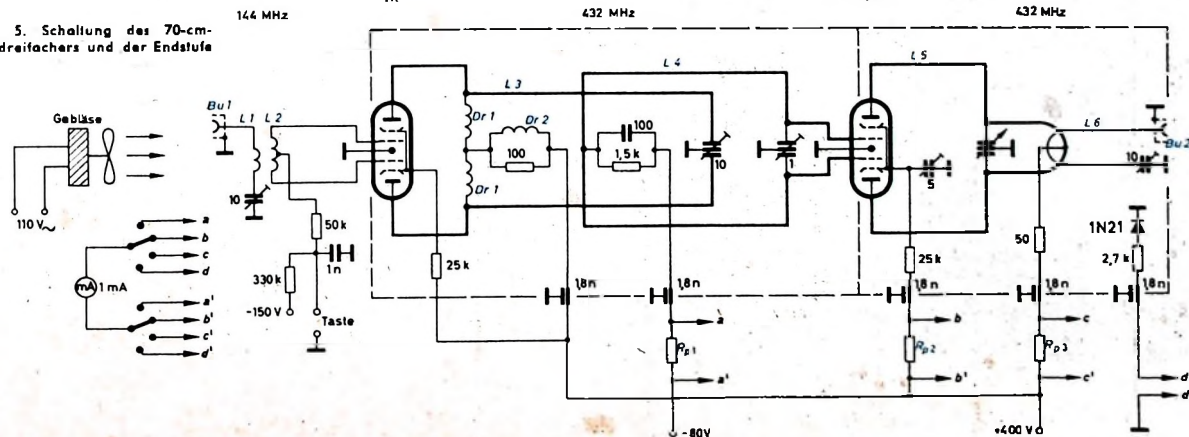 144 MHz
432 MHz
432 MHz
5. Schaltung des 70-cm-
dreifachers und der Endstufe
Gebläse
110 V~
Bu 1
L 1
L 2
10
50 k
1 n
330 k
-150 V
Taste
mA
1 mA
a
b
c
d
a'
b'
c'
d'
L 3
Dr 1
Dr 2
100
Dr 1
25 k
1,8 n
L 4
100
1,5 k
10
1
1,8 n
a
Rp1
a'
-80V
L 5
5
25 k
1,8 n
b
Rp2
b'
50
1,8 n
c
Rp3
c'
+400 V
L 6
Bu 2
10
1N21
2,7 k
1,8 n
d
d